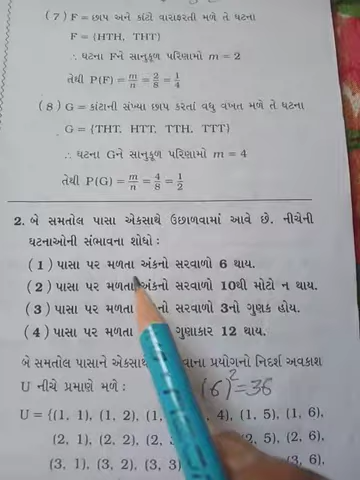 (7) F = છાપ અને કાંટો વારાફરતી મળે તે ઘટના
F = {HTH, THT}
∴ ઘટના Fને સાનુકૂળ પરિણામો m = 2
તેથી P(F) = m/n = 2/8 = 1/4
(8) G = કાંટાની સંખ્યા છાપ કરતાં વધુ વખત મળે તે ઘટના
G = {THT, HTT, TTH, TTT}
∴ ઘટના Gને સાનુકૂળ પરિણામો m = 4
તેથી P(G) = m/n = 4/8 = 1/2
2. બે સમતોલ પાસા એકસાથે ઉછાળવામાં આવે છે. નીચેની
ઘટનાઓની સંભાવના શોધો :
(1) પાસા પર મળતા અંકનો સરવાળો 6 થાય.
(2) પાસા પર મળતા અંકનો સરવાળો 10થી મોટો ન થાય.
(3) પાસા પર મળતા નો સરવાળો 3નો ગુણક હોય.
(4) પાસા પર મળતા ગુણાકાર 12 થાય.
બે સમતોલ પાસાને એકસા વાના પ્રયોગનો નિદર્શ અવકાશ
U નીચે પ્રમાણે મળે : (6)² = 36
U = {(1, 1), (1, 2), (1, 4), (1, 5), (1, 6),
(2, 1), (2, 2), (2, (2, 5), (2, 6),
(3, 1), (3, 2), (3, 3) (3, 6),